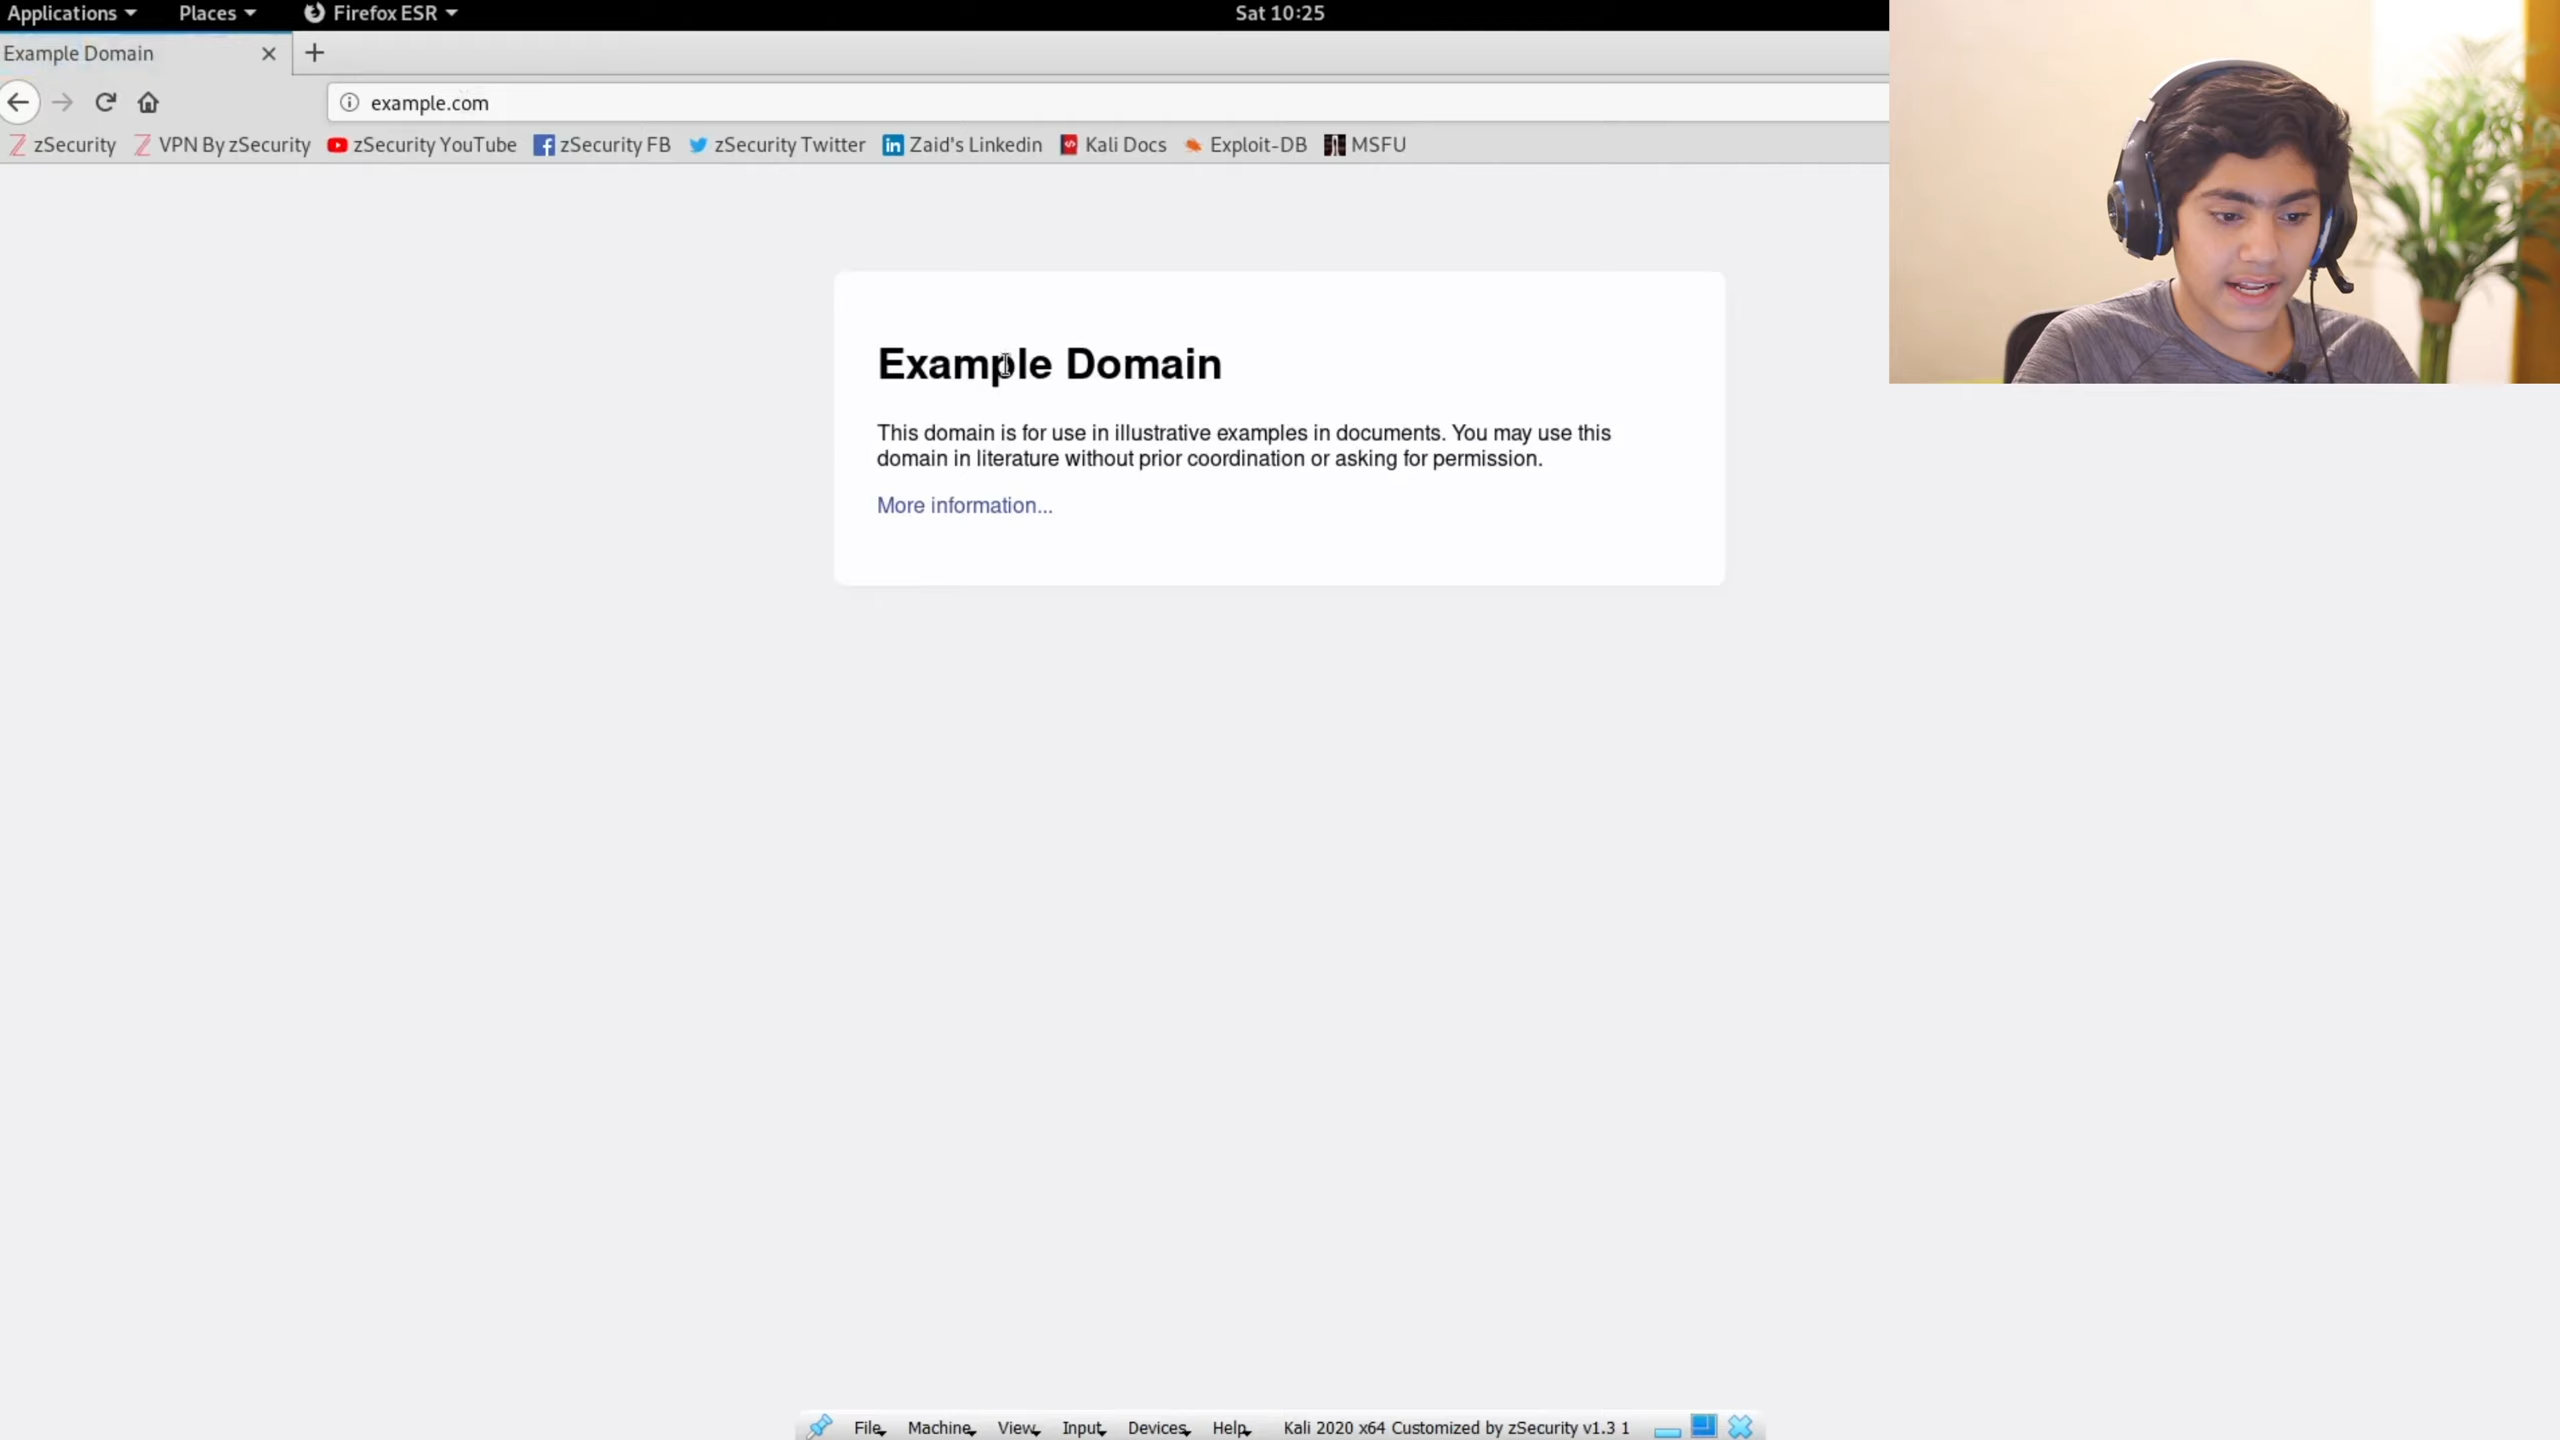 Applications Places Firefox ESR Sat 10:25
Example Domain
example.com
zSecurity VPN By zSecurity zSecurity YouTube zSecurity FB zSecurity Twitter Zaid's Linkedin Kali Docs Exploit-DB MSFU
Example Domain
This domain is for use in illustrative examples in documents. You may use this
domain in literature without prior coordination or asking for permission.
More information...
File Machine View Input Devices Help Kali 2020 x64 Customized by zSecurity v1.3 1